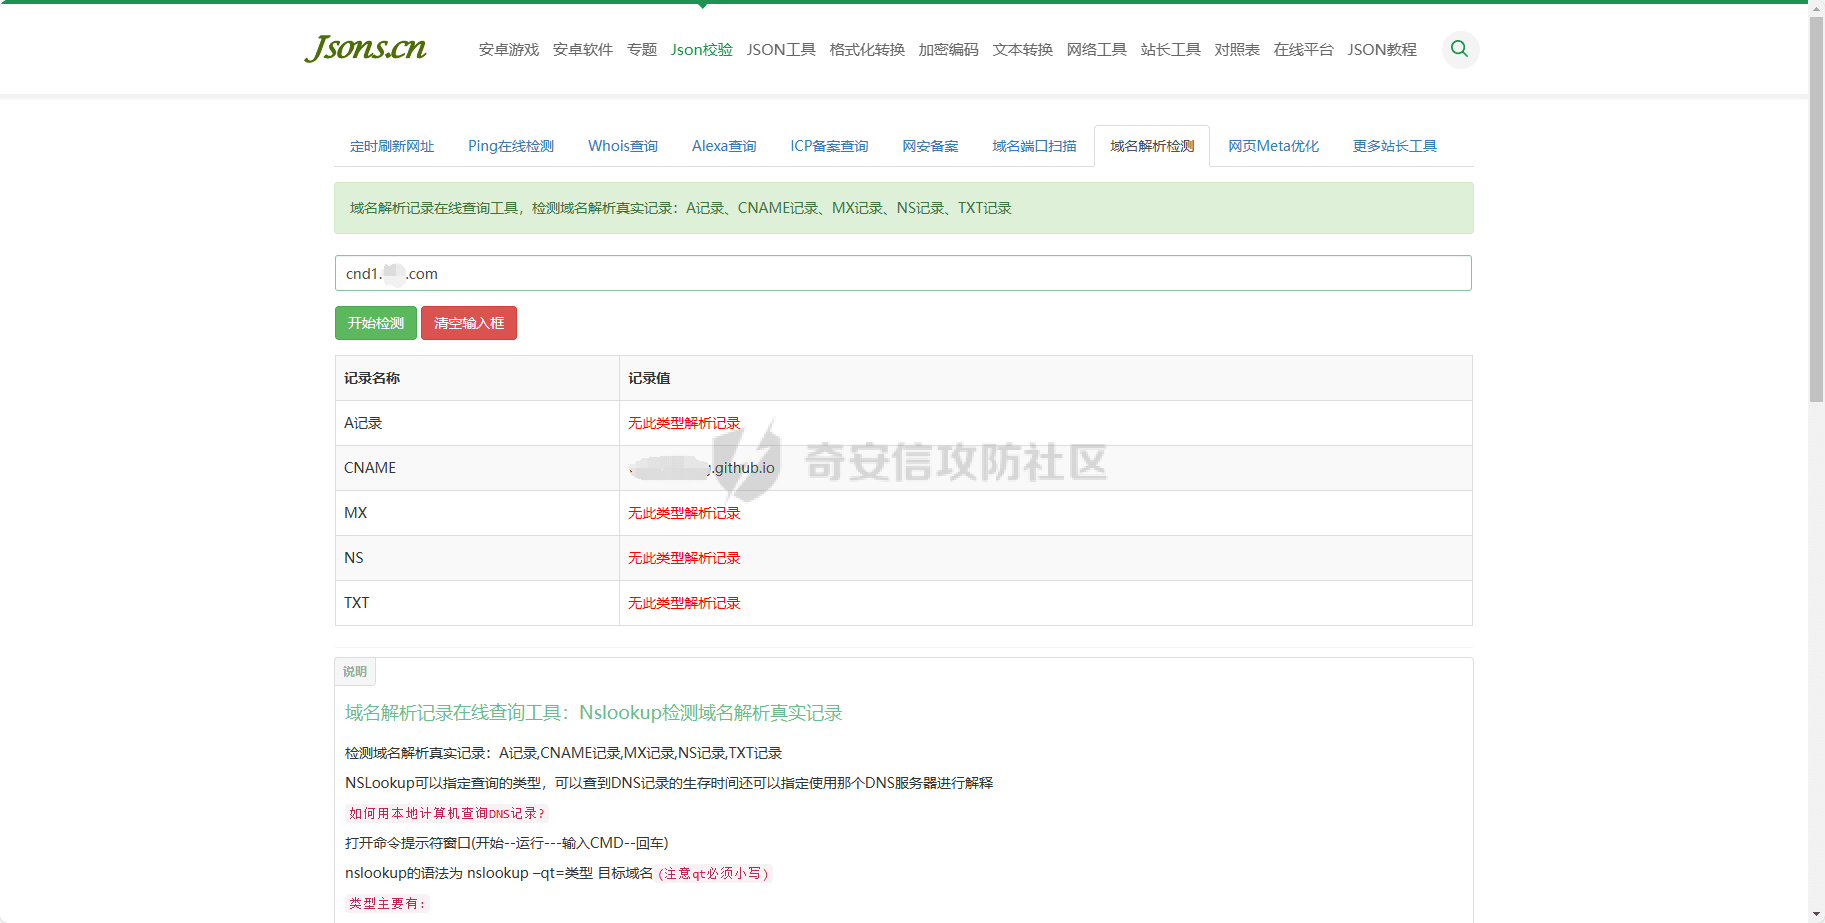 Jsons.cn
安卓游戏 安卓软件 专题 Json校验 JSON工具 格式化转换 加密编码 文本转换 网络工具 站长工具 对照表 在线平台 JSON教程
定时刷新网址 Ping在线检测 Whois查询 Alexa查询 ICP备案查询 网安备案 域名端口扫描 域名解析检测 网页Meta优化 更多站长工具
域名解析记录在线查询工具，检测域名解析真实记录：A记录、CNAME记录、MX记录、NS记录、TXT记录
cnd1. .com
开始检测 清空输入框
记录名称 记录值
A记录 无此类型解析记录
CNAME .github.io
奇安信攻防社区
MX 无此类型解析记录
NS 无此类型解析记录
TXT 无此类型解析记录
说明
域名解析记录在线查询工具：Nslookup检测域名解析真实记录
检测域名解析真实记录：A记录,CNAME记录,MX记录,NS记录,TXT记录
NSLookup可以指定查询的类型，可以查到DNS记录的生存时间还可以指定使用那个DNS服务器进行解释
如何用本地计算机查询DNS记录?
打开命令提示符窗口(开始--运行---输入CMD--回车)
nslookup的语法为 nslookup –qt=类型 目标域名 (注意qt必须小写)
类型主要有: